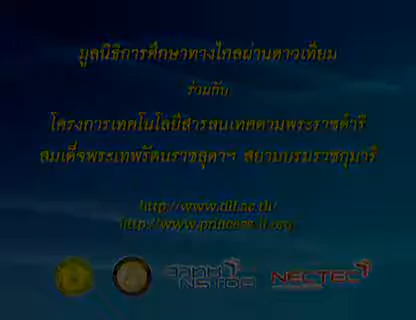 มูลนิธิการศึกษาทางไกลผ่านดาวเทียม
ร่วมกับ
โครงการเทคโนโลยีสารสนเทศตามพระราชดำริ
สมเด็จพระเทพรัตนราชสุดาฯ สยามบรมราชกุมารี
http://www.dlf.ac.th/
http://www.princess-it.org/
สวทช
NSTDA
NECTEC